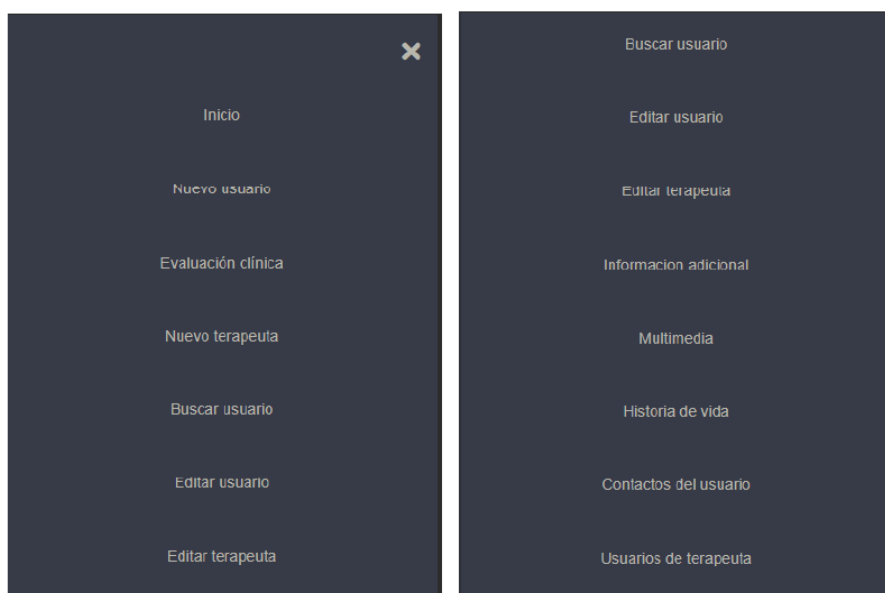 Inicio
Nuevo usuario
Evaluación clínica
Nuevo terapeuta
Buscar usuario
Editar usuario
Editar terapeuta
Buscar usuario
Editar usuario
Editar terapeuta
Informacion adicional
Multimedia
Historia de vida
Contactos del usuario
Usuarios de terapeuta